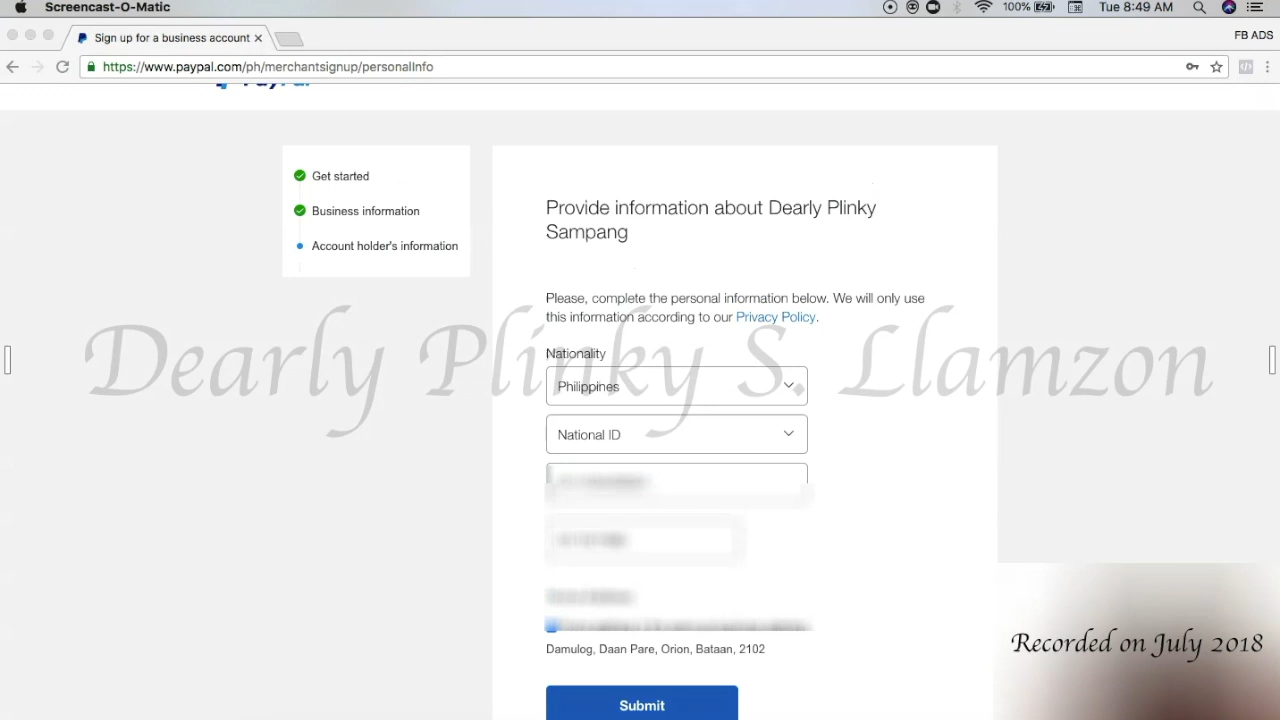 Screencast-O-Matic
100%
Tue 8:49 AM
Sign up for a business account
FB ADS
https://www.paypal.com/ph/merchantsignup/personalInfo
Get started
Business information
Account holder's information
Provide information about Dearly Plinky
Sampang
Please, complete the personal information below. We will only use
this information according to our Privacy Policy.
Nationality
Philippines
Dearly Plinky S. Llamzon
National ID
Damulog, Daan Pare, Orion, Bataan, 2102
Recorded on July 2018
Submit